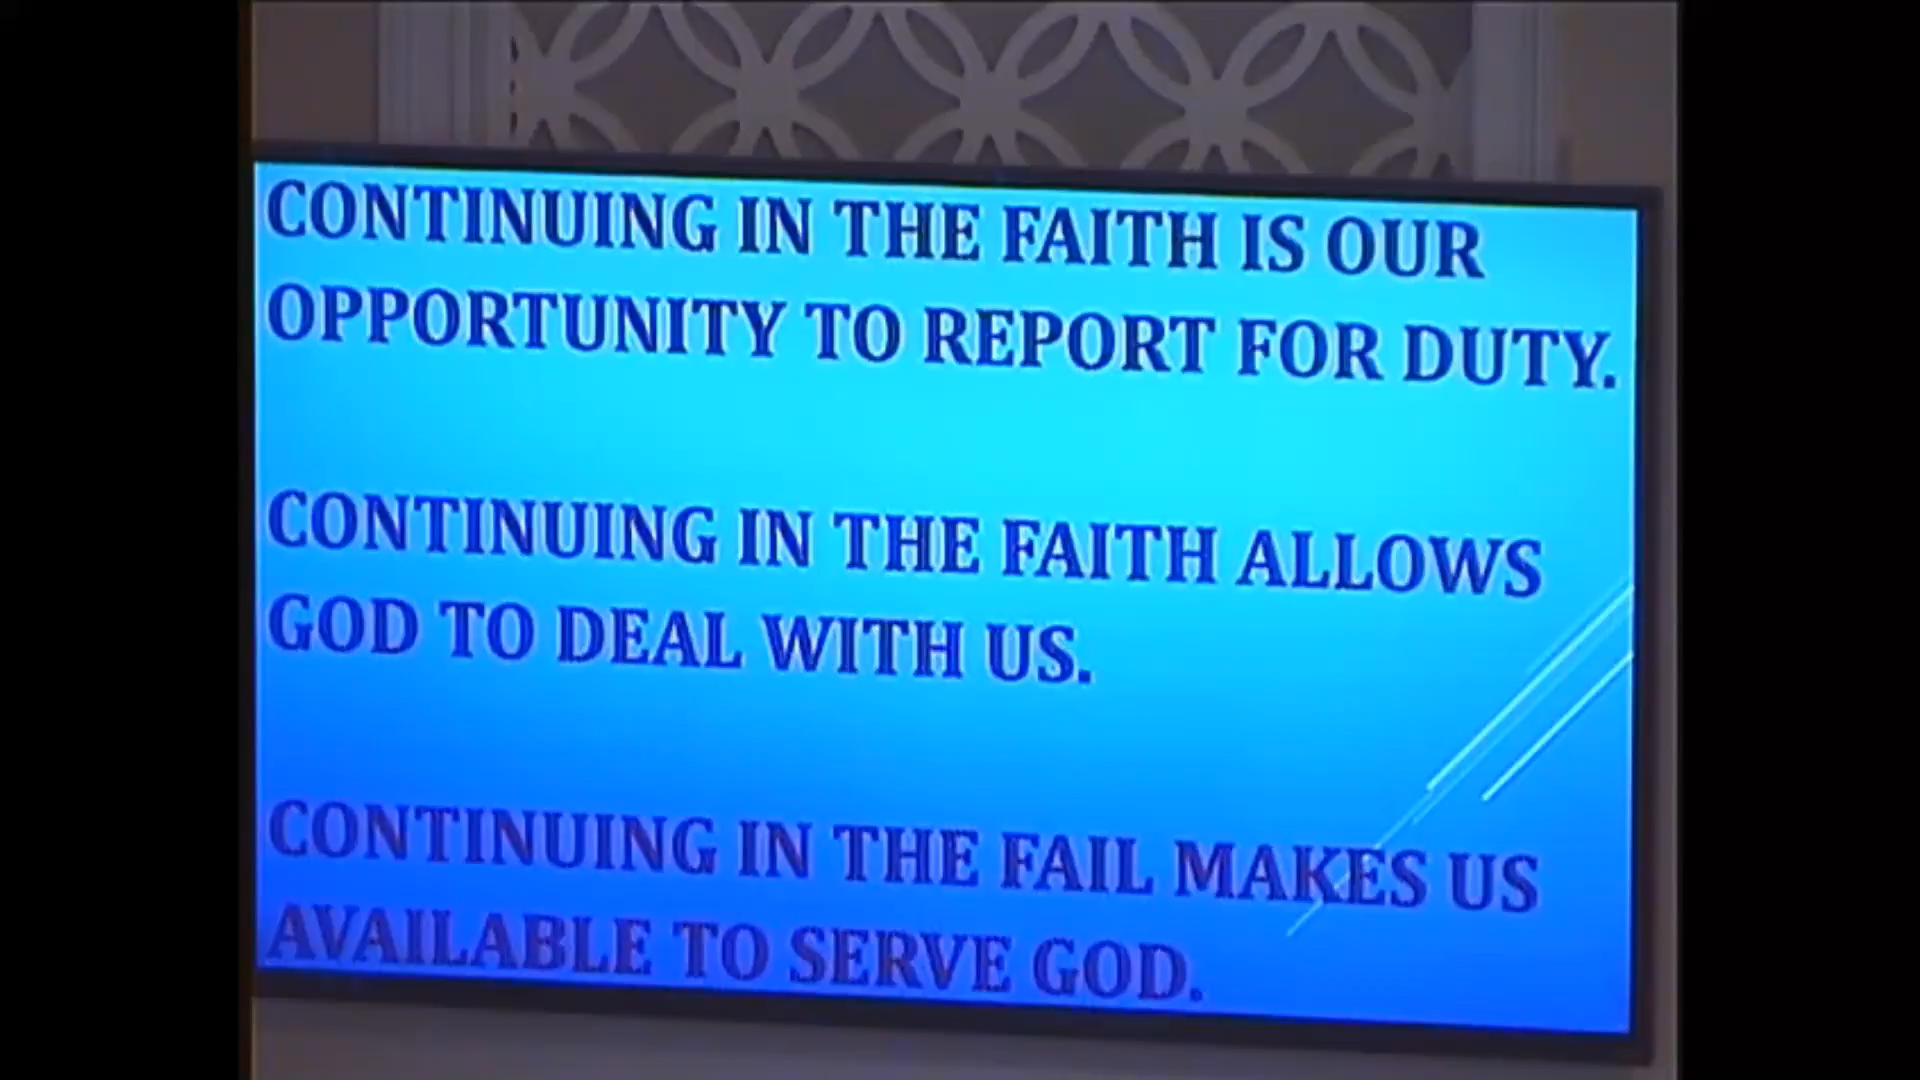 CONTINUING IN THE FAITH IS OUR
OPPORTUNITY TO REPORT FOR DUTY.
CONTINUING IN THE FAITH ALLOWS
GOD TO DEAL WITH US.
CONTINUING IN THE FAIL MAKES US
AVAILABLE TO SERVE GOD.